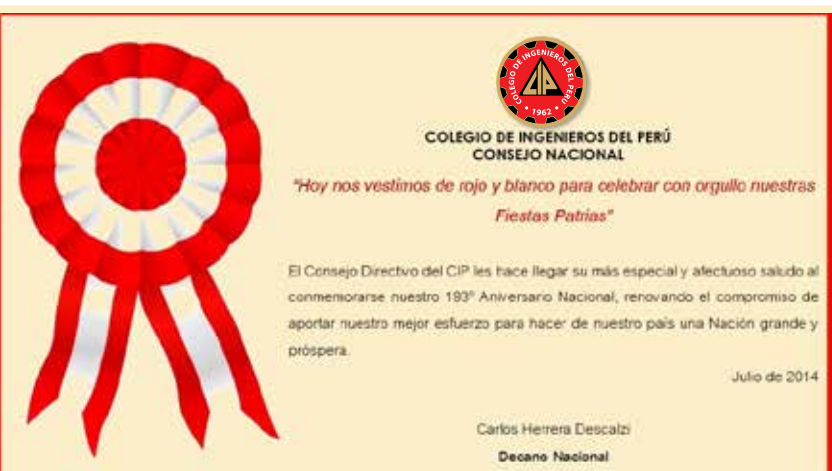 COLEGIO DE INGENIEROS DEL PERÚ
• 1962 •
CIP
COLEGIO DE INGENIEROS DEL PERÚ
CONSEJO NACIONAL
"Hoy nos vestimos de rojo y blanco para celebrar con orgullo nuestras
Fiestas Patrias"
El Consejo Directivo del CIP les hace llegar su más especial y afectuoso saludo al
conmemorarse nuestro 193º Aniversario Nacional, renovando el compromiso de
aportar nuestro mejor esfuerzo para hacer de nuestro país una Nación grande y
próspera.
Julio de 2014
Carlos Herrera Descalzi
Decano Nacional